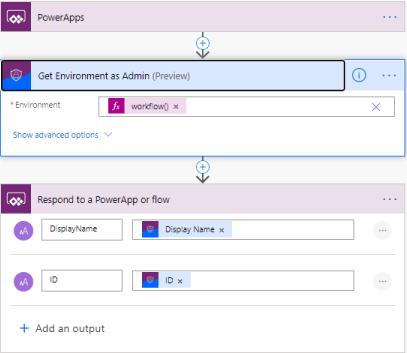 PowerApps
Get Environment as Admin (Preview)
* Environment
fx workflow() ×
Show advanced options
Respond to a PowerApp or flow
DisplayName
Display Name ×
ID
ID ×
+ Add an output